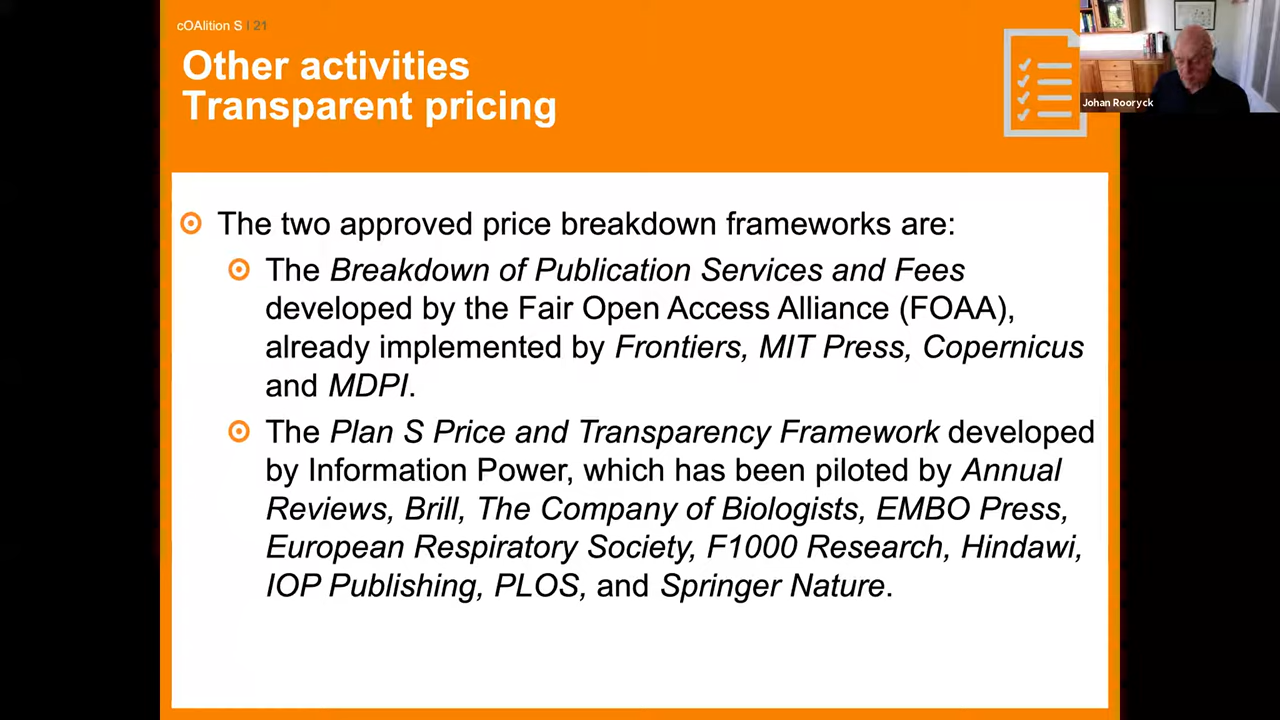 cOAlition S | 21
Other activities
Transparent pricing
Johan Rooryck
The two approved price breakdown frameworks are:
The Breakdown of Publication Services and Fees
developed by the Fair Open Access Alliance (FOAA),
already implemented by Frontiers, MIT Press, Copernicus
and MDPI.
The Plan S Price and Transparency Framework developed
by Information Power, which has been piloted by Annual
Reviews, Brill, The Company of Biologists, EMBO Press,
European Respiratory Society, F1000 Research, Hindawi,
IOP Publishing, PLOS, and Springer Nature.